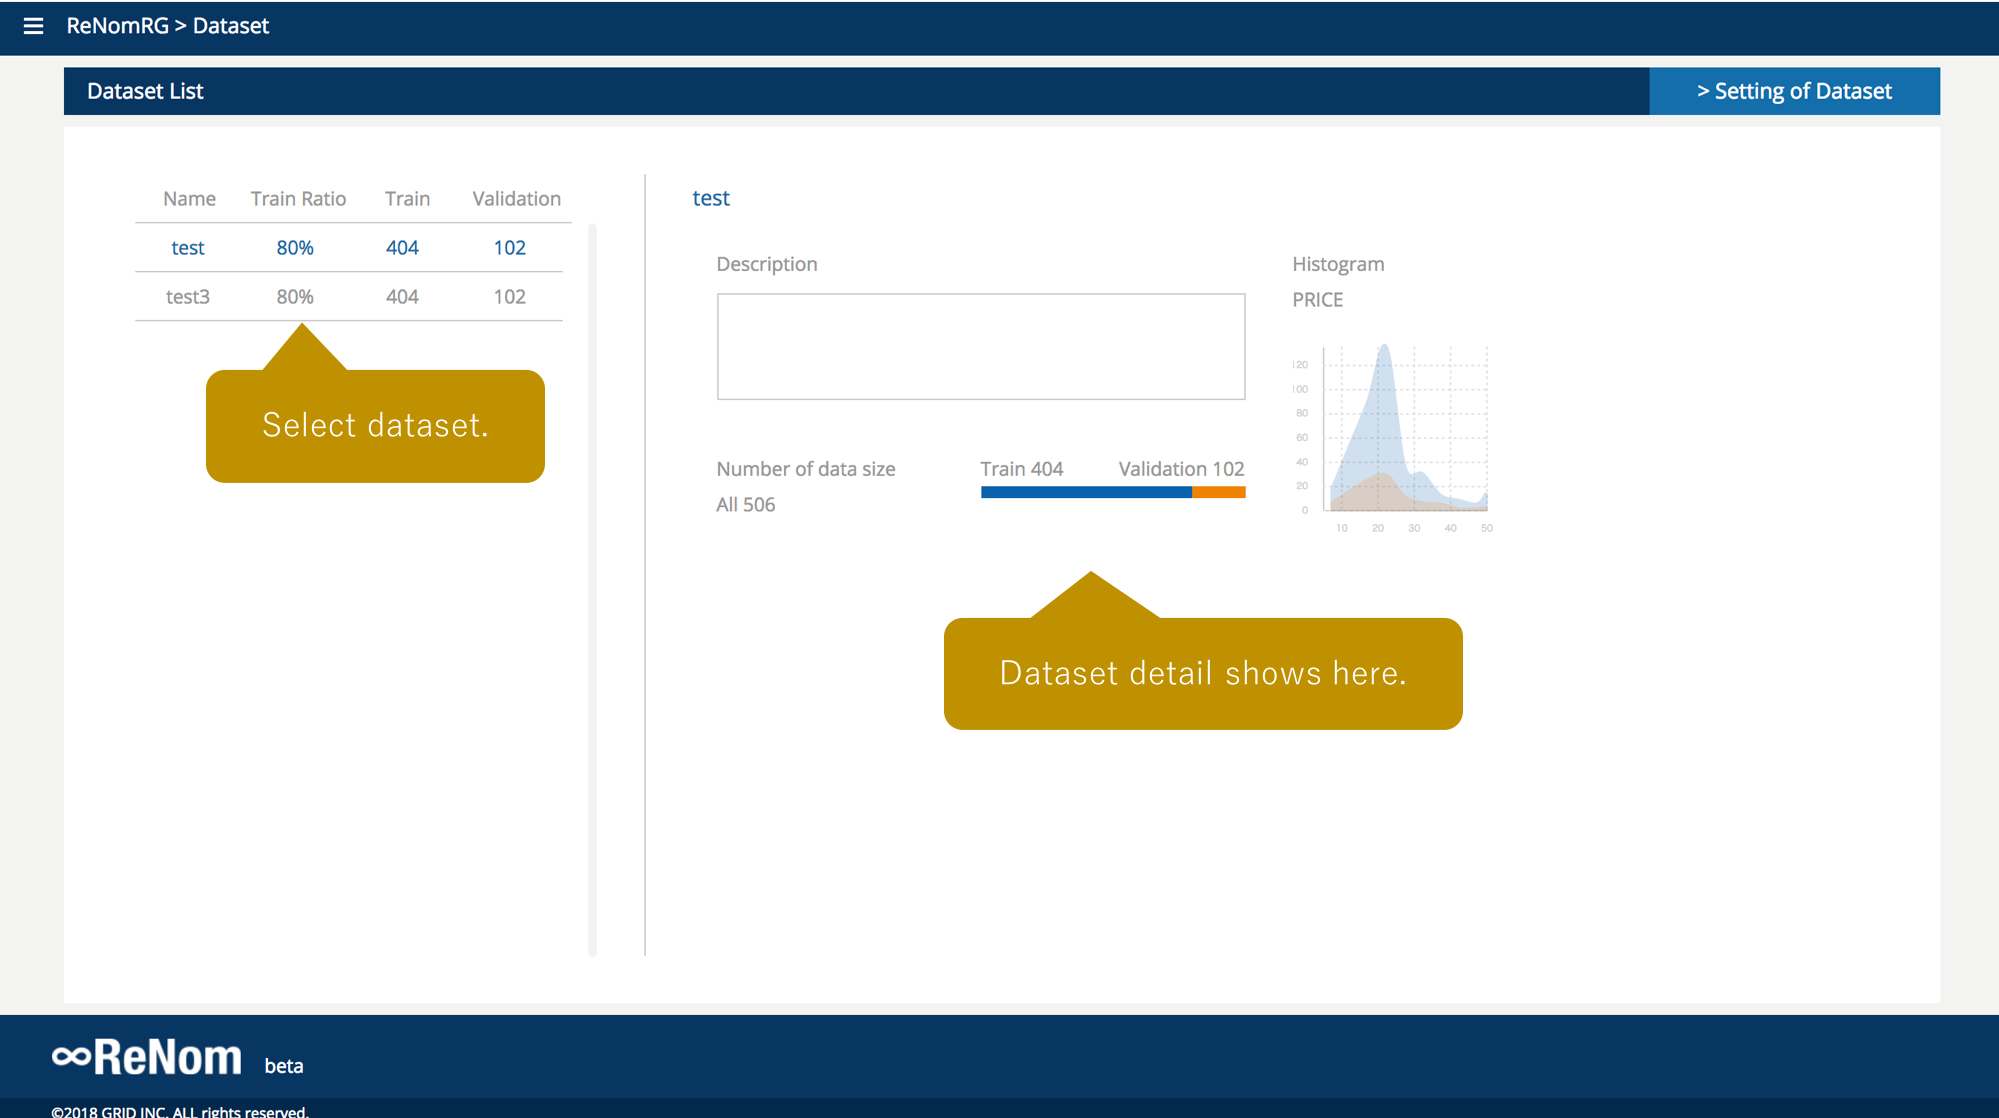 ReNomRG > Dataset
Dataset List
> Setting of Dataset
Name Train Ratio Train Validation
test 80% 404 102
test3 80% 404 102
Select dataset.
test
Description
Number of data size
All 506
Train 404 Validation 102
Histogram
PRICE
120
100
80
60
40
20
0
10 20 30 40 50
Dataset detail shows here.
∞ReNom beta
©2018 GRID INC. ALL rights reserved.